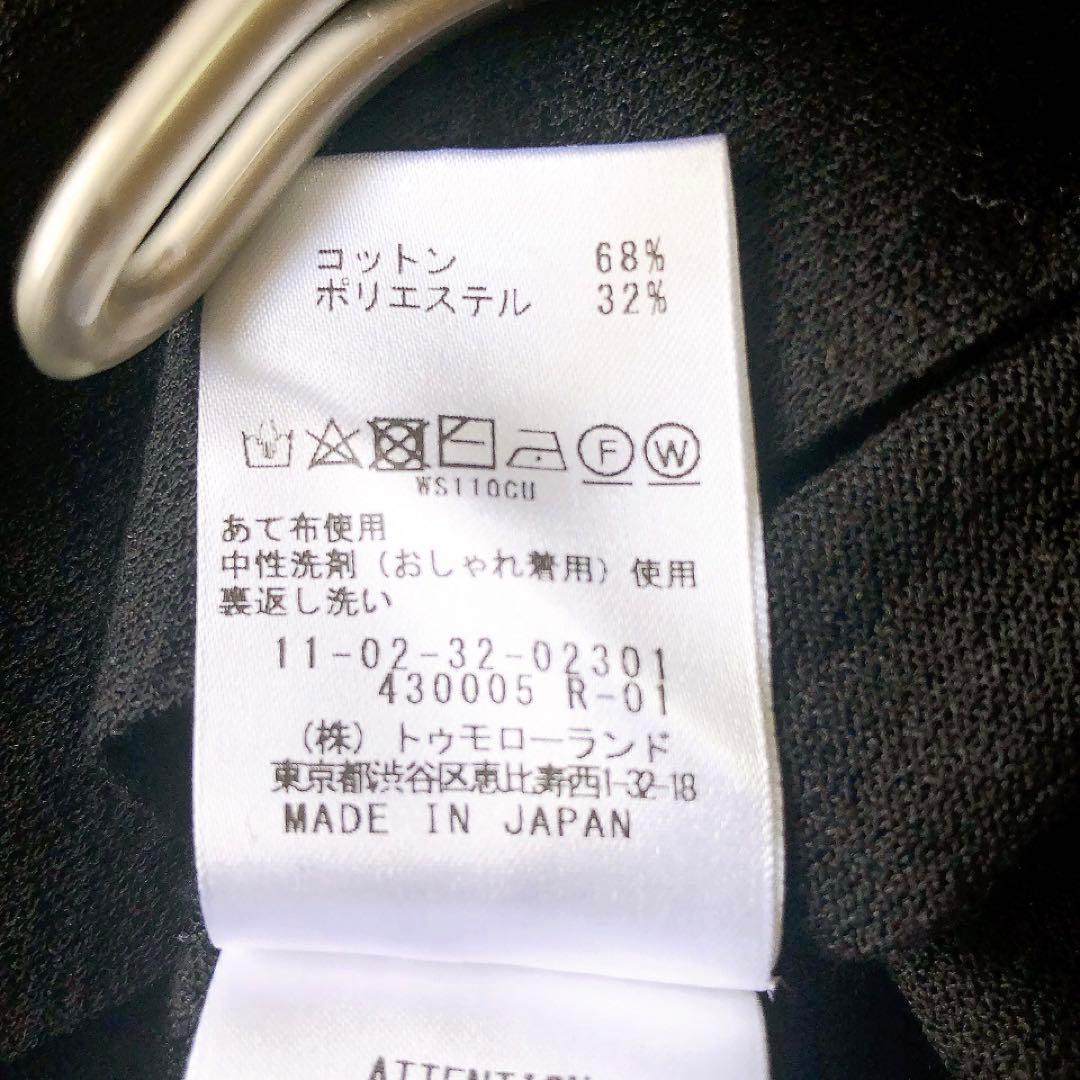 コットン 68%
ポリエステル 32%
F W
WS110CU
あて布使用
中性洗剤（おしゃれ着用）使用
裏返し洗い
11-02-32-02301
430005 R-01
（株）トゥモローランド
東京都渋谷区恵比寿西1-32-18
MADE IN JAPAN
ATTENTION